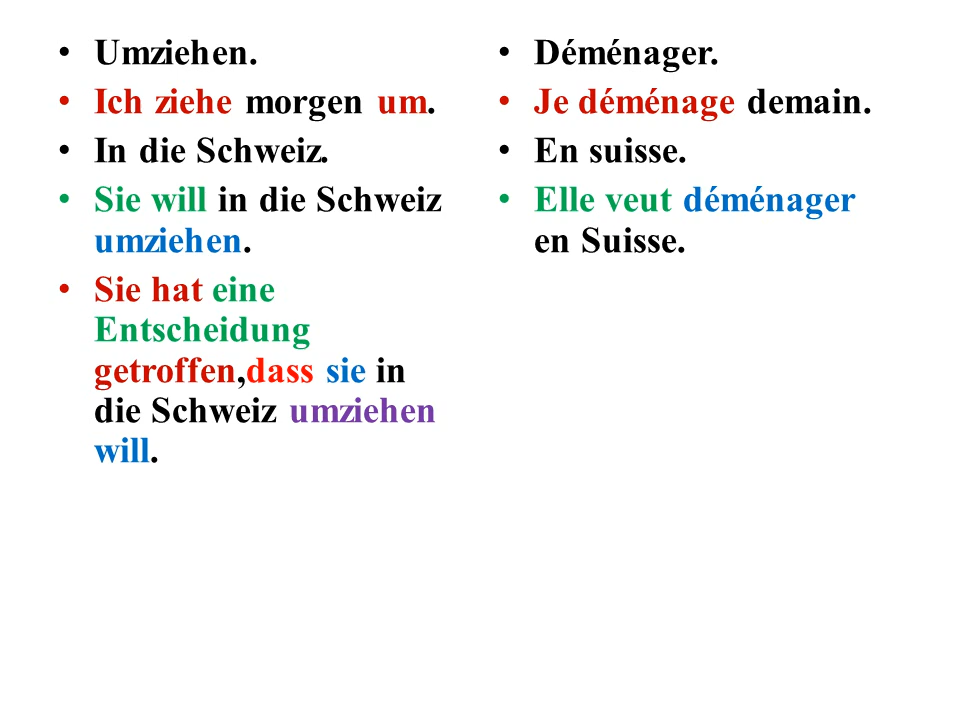 • Umziehen.
• Ich ziehe morgen um.
• In die Schweiz.
• Sie will in die Schweiz
umziehen.
• Sie hat eine
Entscheidung
getroffen,dass sie in
die Schweiz umziehen
will.
• Déménager.
• Je déménage demain.
• En suisse.
• Elle veut déménager
en Suisse.